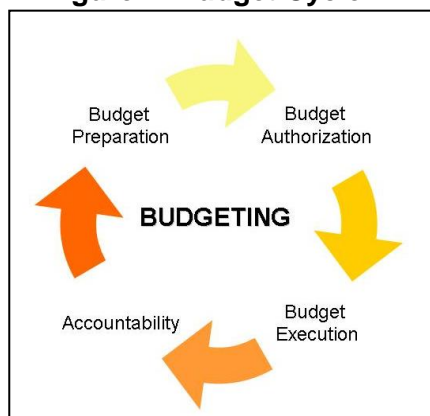 Budget
Preparation
Budget
Authorization
BUDGETING
Accountability
Budget
Execution